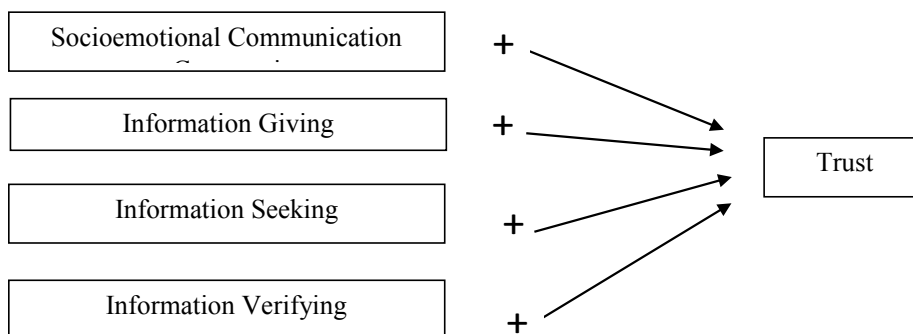 Socioemotional Communication
+
Information Giving
+
Trust
Information Seeking
+
Information Verifying
+